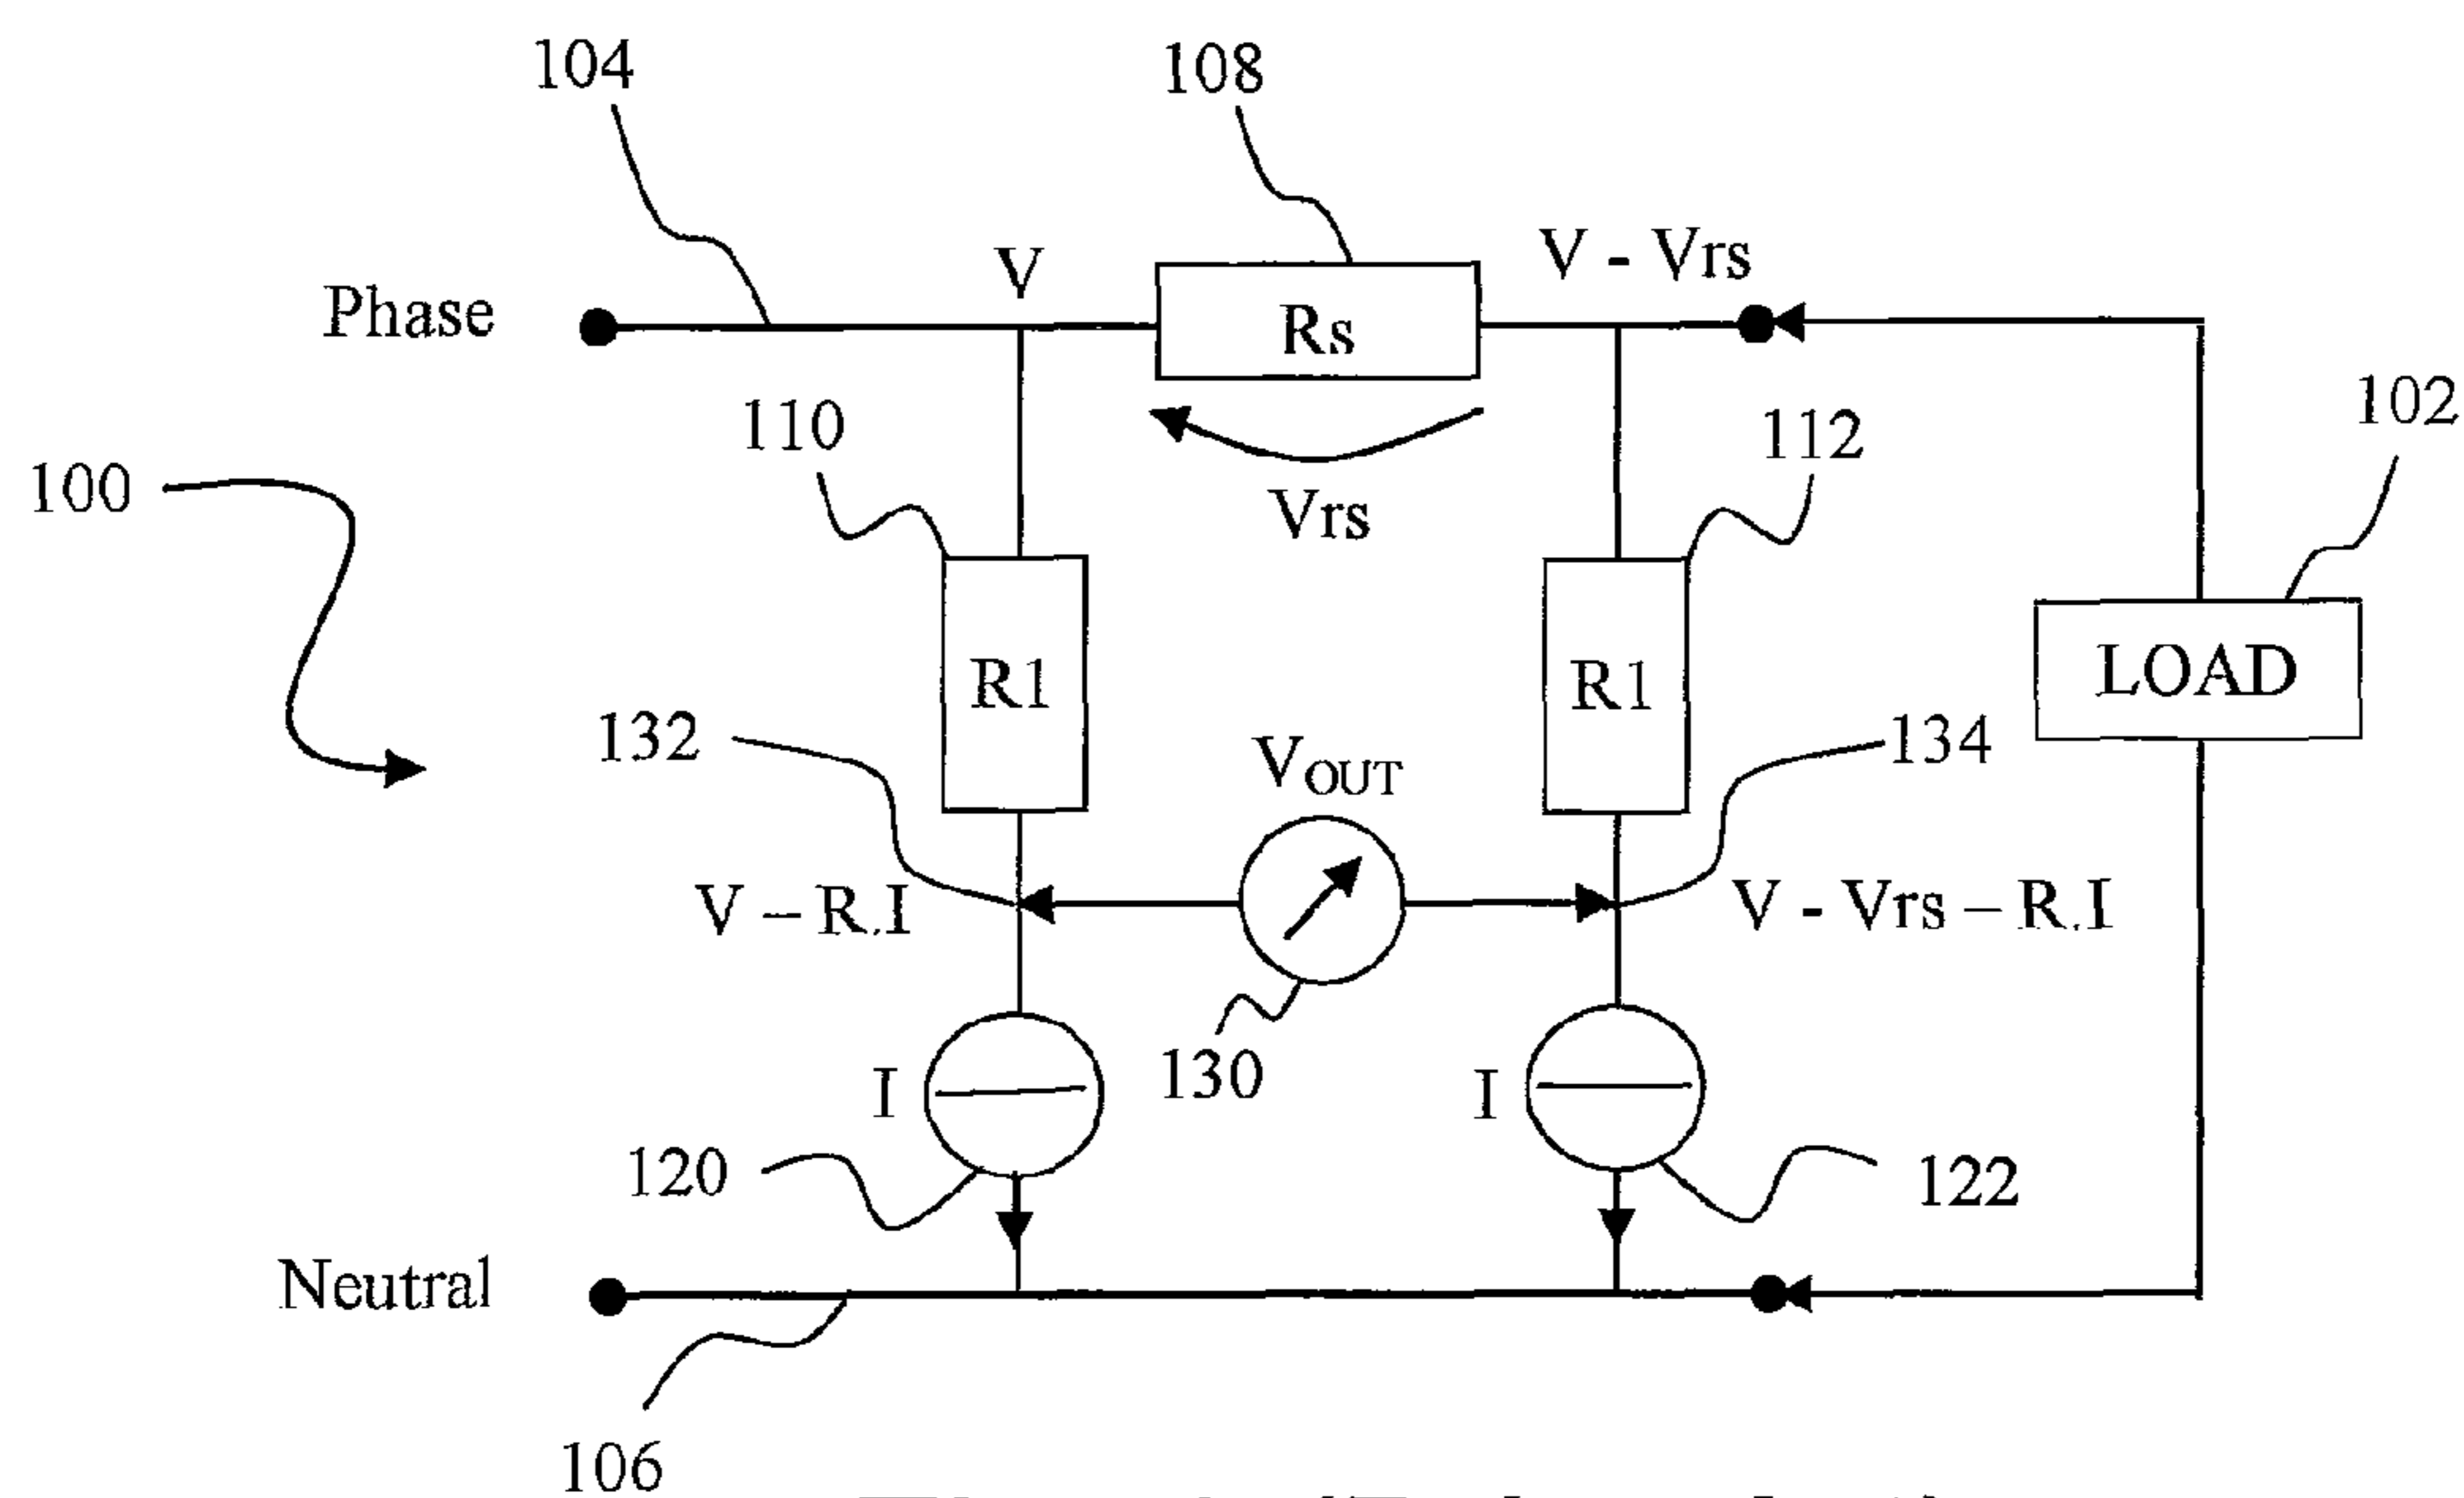 104
108
V
V - Vrs
Phase
Rs
102
110
112
100
Vrs
R1
R1
LOAD
132
134
VOUT
V – R.I
V - Vrs – R.I
I
130
I
120
122
Neutral
106